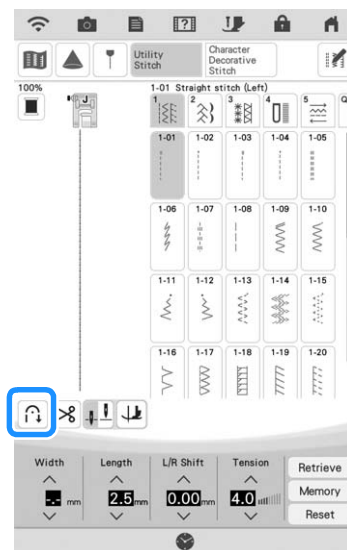 Utility
Stitch
Character
Decorative
Stitch
100%
1-01 Straight stitch (Left)
J
1 2 3 4 5 Q
1-01 1-02 1-03 1-04 1-05
1-06 1-07 1-08 1-09 1-10
1-11 1-12 1-13 1-14 1-15
1-16 1-17 1-18 1-19 1-20
Width Length L/R Shift Tension
-.- mm 2.5 mm 0.00 mm 4.0
Retrieve
Memory
Reset